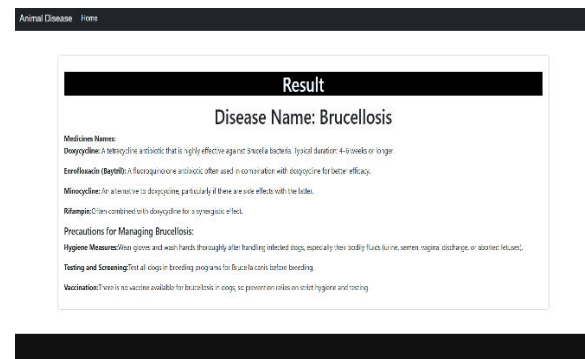 Animal Disease Home
Result
Disease Name: Brucellosis
Medicines Names:
Doxycycline: A tetracycline antibiotic that is highly effective against Brucella bacteria. Typical duration: 4-6 weeks or longer.
Enrofloxacin (Baytril): A fluoroquinolone antibiotic often used in combination with doxycycline for better efficacy.
Minocycline: An alternative to doxycycline, particularly if there are side effects with the latter.
Rifampin:Often combined with doxycycline for a synergistic effect.
Precautions for Managing Brucellosis:
Hygiene Measures:Wear gloves and wash hands thoroughly after handling infected dogs, especially their bodily fluids (urine, semen, vaginal discharge, or aborted fetuses).
Testing and Screening:Test all dogs in breeding programs for Brucella canis before breeding.
Vaccination:There is no vaccine available for brucellosis in dogs, so prevention relies on strict hygiene and testing.